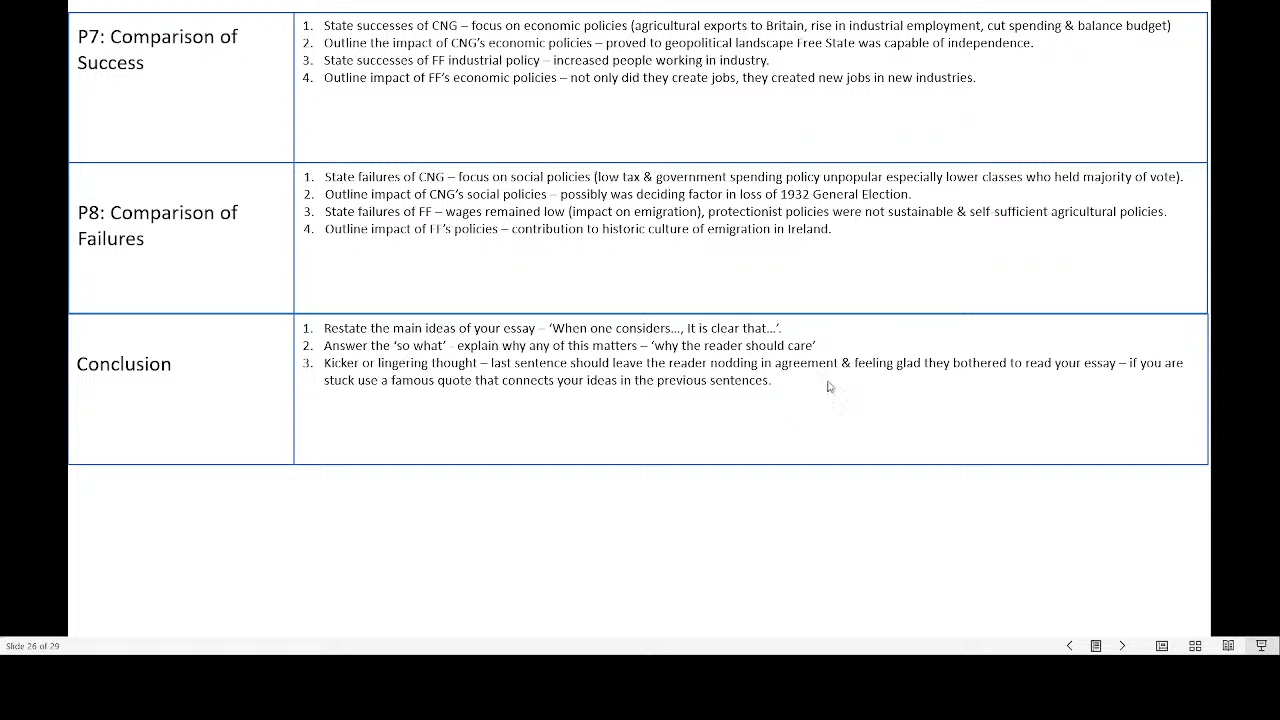 P7: Comparison of
Success
1. State successes of CNG – focus on economic policies (agricultural exports to Britain, rise in industrial employment, cut spending & balance budget)
2. Outline the impact of CNG's economic policies – proved to geopolitical landscape Free State was capable of independence.
3. State successes of FF industrial policy – increased people working in industry.
4. Outline impact of FF's economic policies – not only did they create jobs, they created new jobs in new industries.
P8: Comparison of
Failures
1. State failures of CNG – focus on social policies (low tax & government spending policy unpopular especially lower classes who held majority of vote).
2. Outline impact of CNG's social policies – possibly was deciding factor in loss of 1932 General Election.
3. State failures of FF – wages remained low (impact on emigration), protectionist policies were not sustainable & self-sufficient agricultural policies.
4. Outline impact of FF's policies – contribution to historic culture of emigration in Ireland.
Conclusion
1. Restate the main ideas of your essay – ‘When one considers…, It is clear that…’.
2. Answer the ‘so what’ - explain why any of this matters – ‘why the reader should care’
3. Kicker or lingering thought – last sentence should leave the reader nodding in agreement & feeling glad they bothered to read your essay – if you are
stuck use a famous quote that connects your ideas in the previous sentences.
Slide 26 of 29